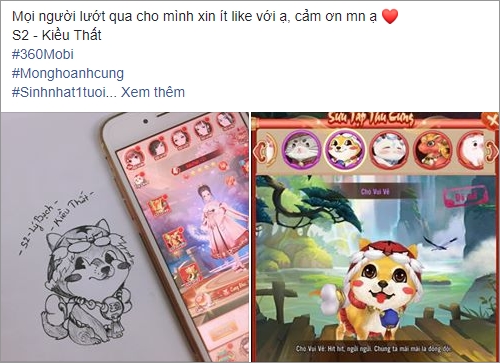 Mọi người lướt qua cho mình xin ít like với ạ, cảm ơn mn ạ
S2 - Kiều Thất
#360Mobi
#Monghoanhcung
#Sinhnhat1tuoi... Xem thêm
-S2-Lý Bạch-
-Kiều Thất-
Sưu Tập Thú Cưng
Chó Vui Vẻ
Chó Vui Vẻ: Hít hít, ngửi ngửi. Chúng ta mãi mãi là đồng đội